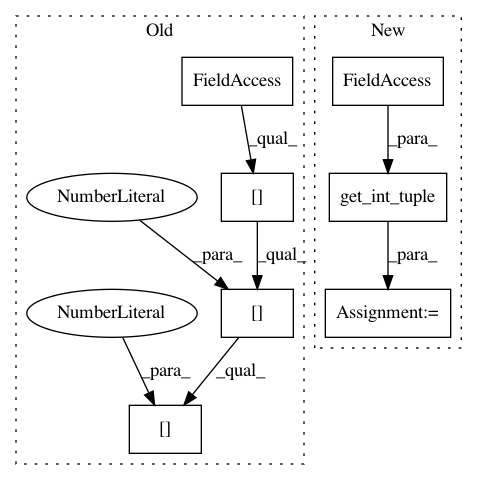 Old
New
FieldAccess
FieldAccess
_qual_
_para_
NumberLiteral
[]
get_int_tuple
_para_
_qual_
_para_
NumberLiteral
[]
Assignment:=
_para_
_qual_
[]